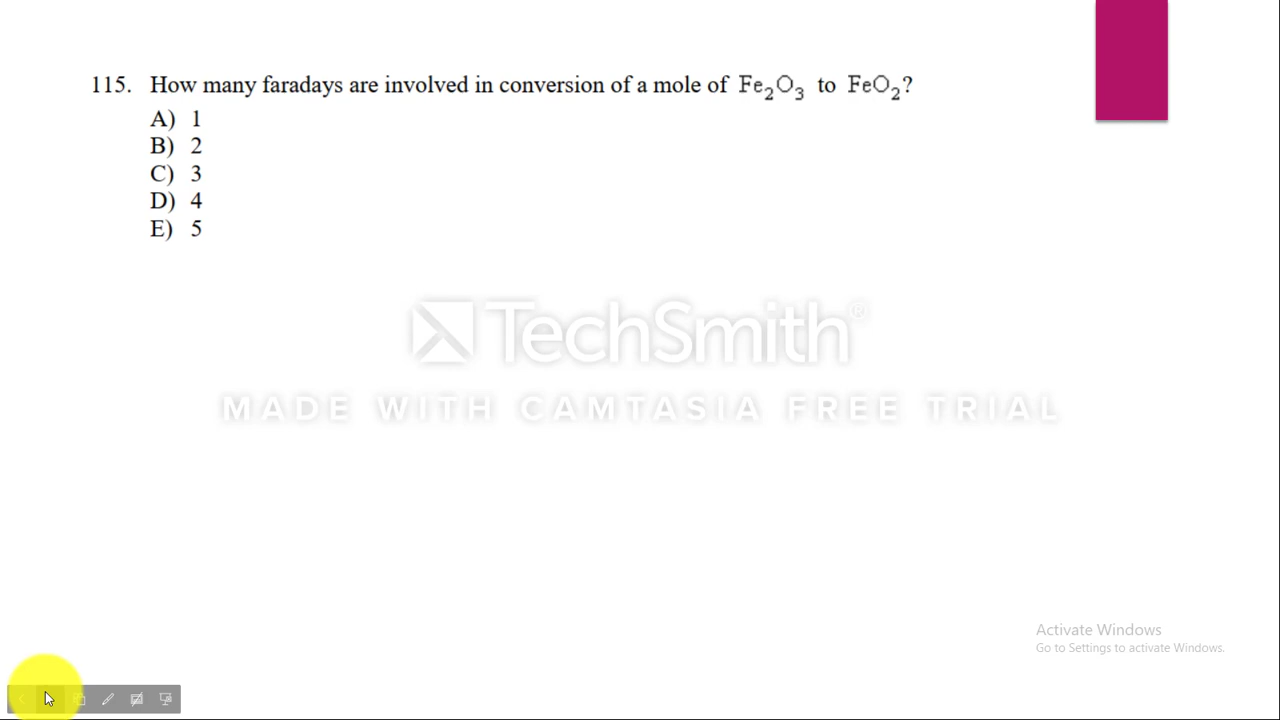 115. How many faradays are involved in conversion of a mole of Fe₂O₃ to FeO₂?
A) 1
B) 2
C) 3
D) 4
E) 5
TechSmith®
MADE WITH CAMTASIA FREE TRIAL
Activate Windows
Go to Settings to activate Windows.